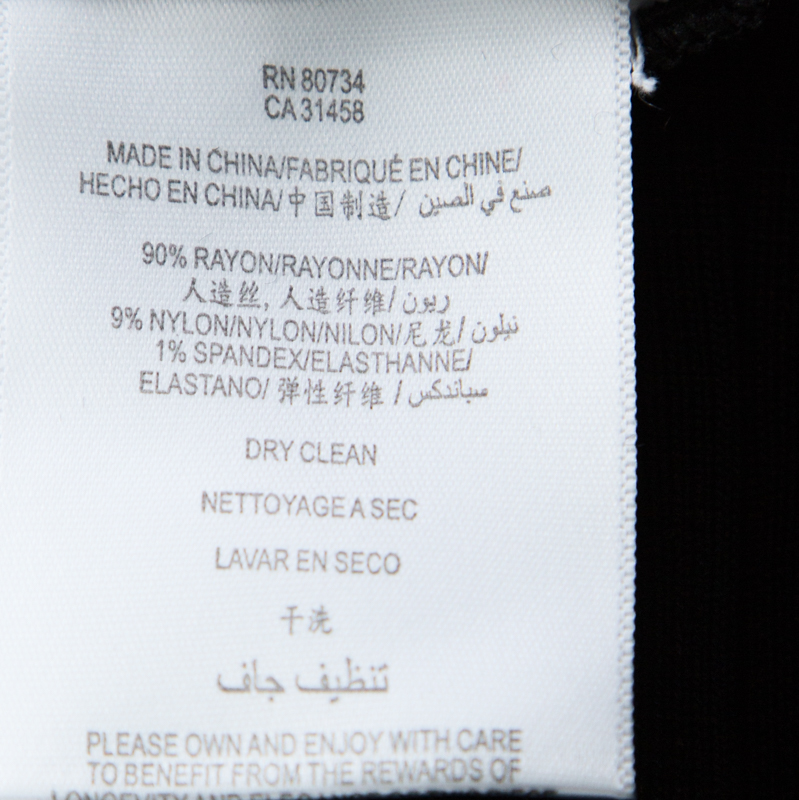 RN 80734
CA 31458
MADE IN CHINA/FABRIQUÉ EN CHINE/
HECHO EN CHINA/中国制造/ صنع في الصين
90% RAYON/RAYONNE/RAYON/
人造丝, 人造纤维/ ريون
9% NYLON/NYLON/NILON/尼龙/ نيلون
1% SPANDEX/ELASTHANNE/
ELASTANO/ 弹性纤维 / سباندكس
DRY CLEAN
NETTOYAGE A SEC
LAVAR EN SECO
干洗
تنظيف جاف
PLEASE OWN AND ENJOY WITH CARE
TO BENEFIT FROM THE REWARDS OF
LONGEVITY AND